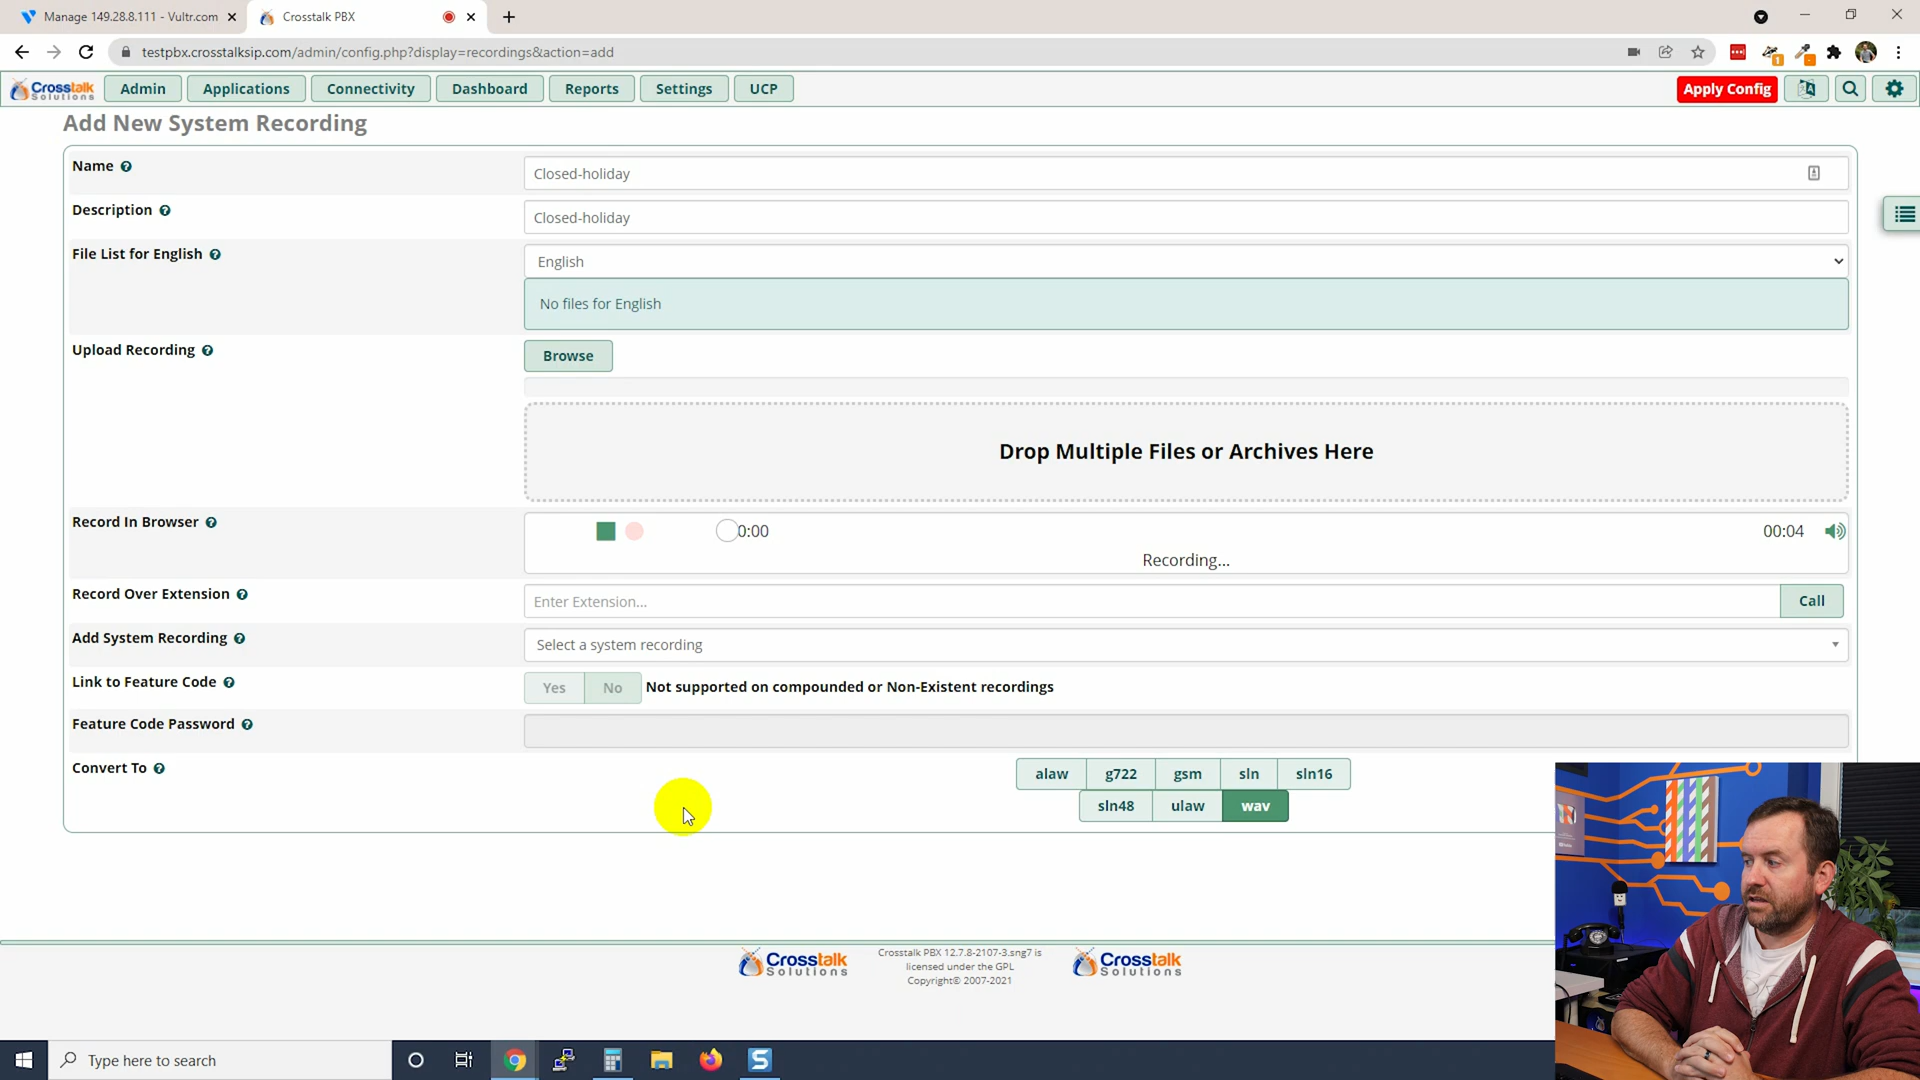 Manage 149.28.8.111 - Vultr.com
Crosstalk PBX
testpbx.crosstalksip.com/admin/config.php?display=recordings&action=add
Crosstalk
Solutions
Admin
Applications
Connectivity
Dashboard
Reports
Settings
UCP
Apply Config
Add New System Recording
Name
Closed-holiday
Description
Closed-holiday
File List for English
English
No files for English
Upload Recording
Browse
Drop Multiple Files or Archives Here
Record In Browser
0:00
00:04
Recording...
Record Over Extension
Enter Extension...
Call
Add System Recording
Select a system recording
Link to Feature Code
Yes
No
Not supported on compounded or Non-Existent recordings
Feature Code Password
Convert To
alaw
g722
gsm
sln
sln16
sln48
ulaw
wav
Crosstalk
Solutions
Crosstalk PBX 12.7.8-2107-3.sng7 is
licensed under the GPL
Copyright© 2007-2021
Crosstalk
Solutions
Type here to search